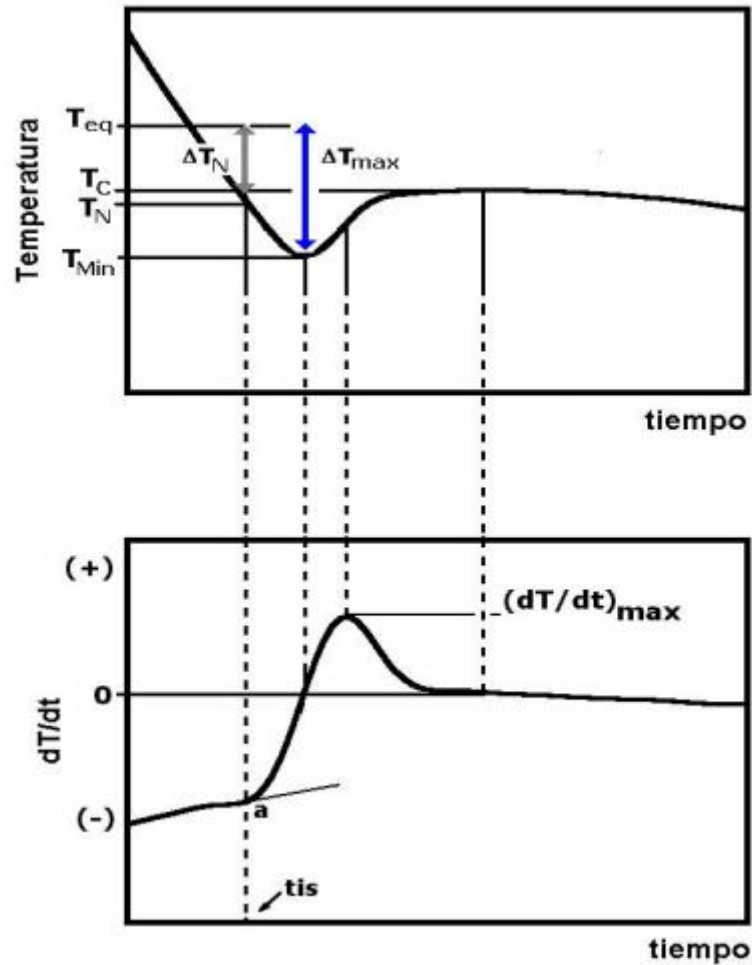 Temperatura
Teq
ΔTN
ΔTmax
TC
TN
TMin
tiempo
(+)
(dT/dt)max
0
dT/dt
a
(-)
tis
tiempo